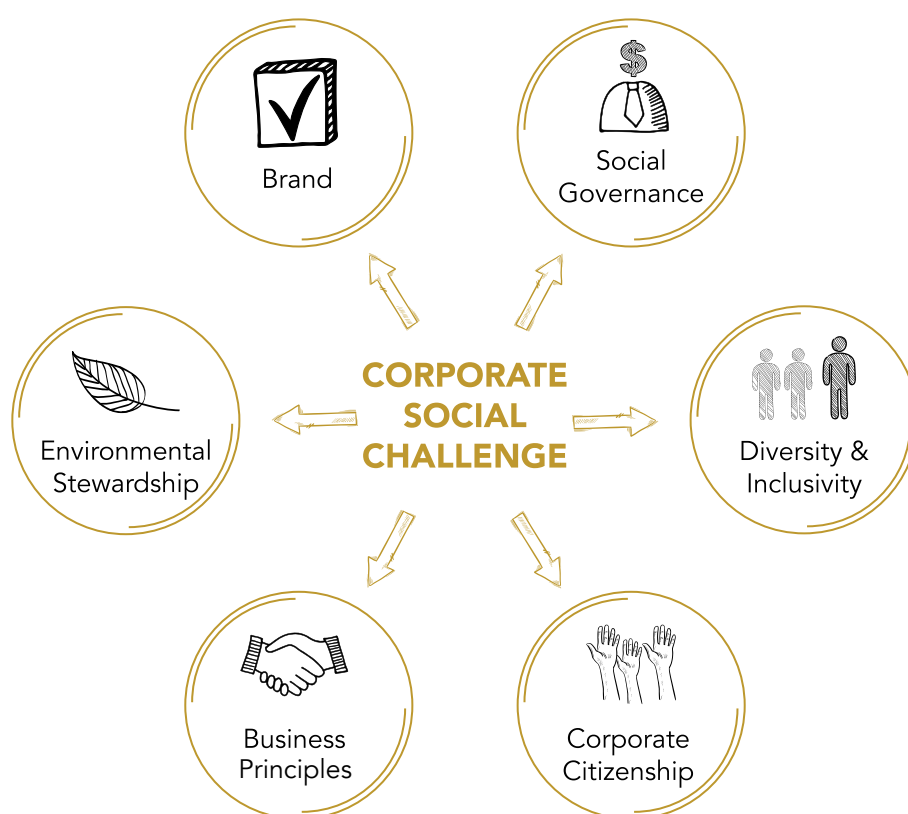 Brand
Social
Governance
CORPORATE
SOCIAL
CHALLENGE
Environmental
Stewardship
Diversity &
Inclusivity
Business
Principles
Corporate
Citizenship